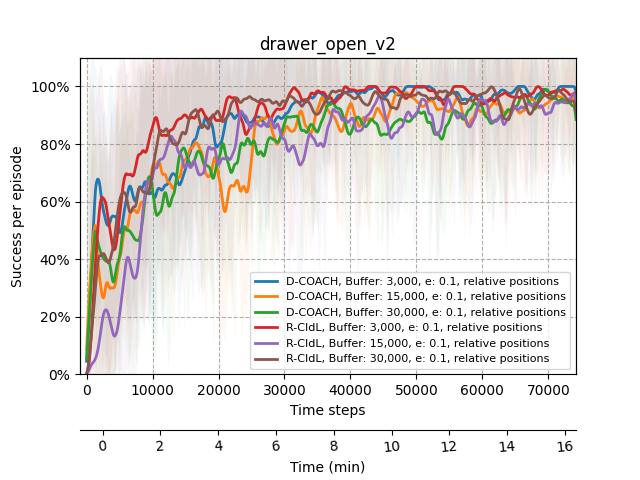 drawer_open_v2
Success per episode
100%
80%
60%
40%
20%
0%
D-COACH, Buffer: 3,000, e: 0.1, relative positions
D-COACH, Buffer: 15,000, e: 0.1, relative positions
D-COACH, Buffer: 30,000, e: 0.1, relative positions
R-CIdL, Buffer: 3,000, e: 0.1, relative positions
R-CIdL, Buffer: 15,000, e: 0.1, relative positions
R-CIdL, Buffer: 30,000, e: 0.1, relative positions
0 10000 20000 30000 40000 50000 60000 70000
Time steps
0 2 4 6 8 10 12 14 16
Time (min)